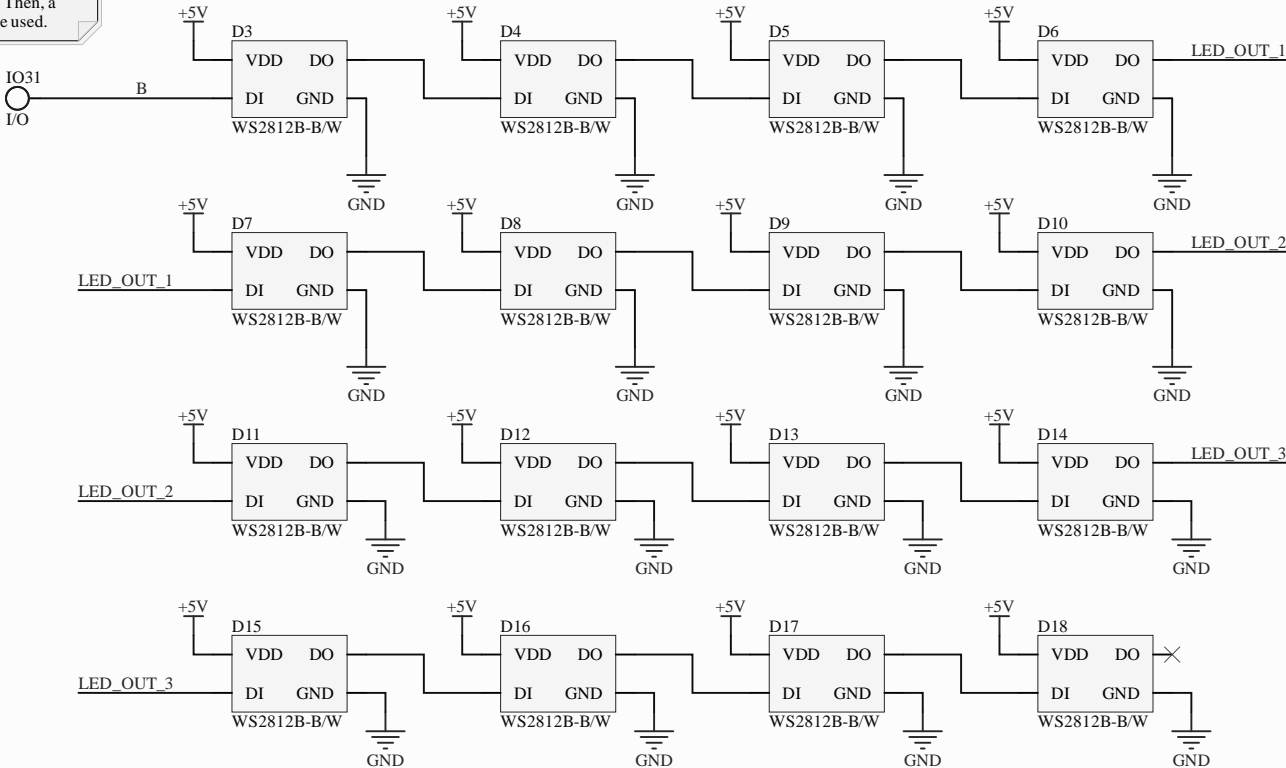 Then, a
e used.
+5V +5V +5V +5V
D3 D4 D5 D6
VDD DO VDD DO VDD DO VDD DO LED_OUT_1
IO31 B DI GND DI GND DI GND DI GND
I/O
WS2812B-B/W WS2812B-B/W WS2812B-B/W WS2812B-B/W
GND GND GND GND
+5V +5V +5V +5V
D7 D8 D9 D10
VDD DO VDD DO VDD DO VDD DO LED_OUT_2
LED_OUT_1 DI GND DI GND DI GND DI GND
WS2812B-B/W WS2812B-B/W WS2812B-B/W WS2812B-B/W
GND GND GND GND
+5V +5V +5V +5V
D11 D12 D13 D14
VDD DO VDD DO VDD DO VDD DO LED_OUT_3
LED_OUT_2 DI GND DI GND DI GND DI GND
WS2812B-B/W WS2812B-B/W WS2812B-B/W WS2812B-B/W
GND GND GND GND
+5V +5V +5V +5V
D15 D16 D17 D18
VDD DO VDD DO VDD DO VDD DO
LED_OUT_3 DI GND DI GND DI GND DI GND
WS2812B-B/W WS2812B-B/W WS2812B-B/W WS2812B-B/W
GND GND GND GND